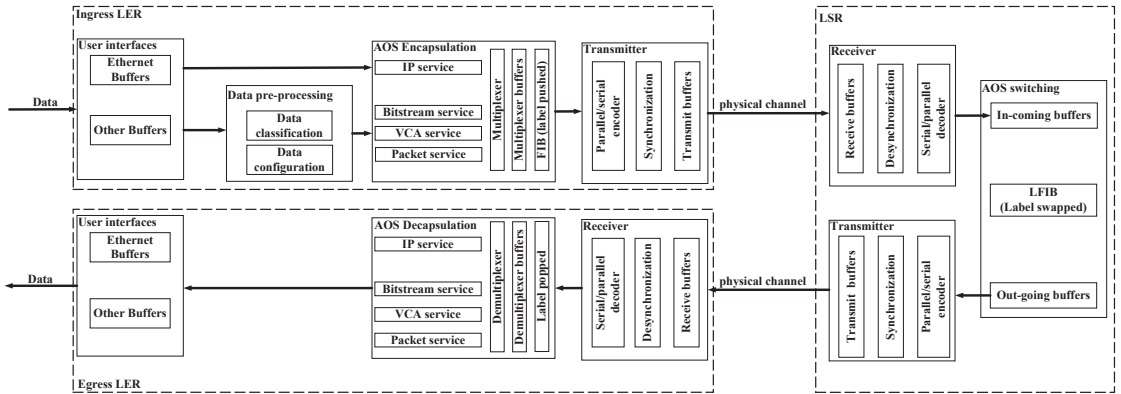 Ingress LER
User interfaces
Ethernet
Buffers
Other Buffers
Data
Data pre-processing
Data
classification
Data
configuration
AOS Encapsulation
IP service
Bitstream service
VCA service
Packet service
Multiplexer
Multiplexer buffers
FIB (label pushed)
Transmitter
Parallel/serial
encoder
Synchronization
Transmit buffers
physical channel
LSR
Receiver
Receive buffers
Desynchronization
Serial/parallel
decoder
AOS switching
In-coming buffers
LFIB
(Label swapped)
Out-going buffers
Transmitter
Transmit buffers
Synchronization
Parallel/serial
encoder
physical channel
User interfaces
Ethernet
Buffers
Other Buffers
Data
AOS Decapsulation
IP service
Bitstream service
VCA service
Packet service
Demultiplexer
Demultiplexer buffers
Label popped
Receiver
Serial/parallel
decoder
Desynchronization
Receive buffers
Egress LER